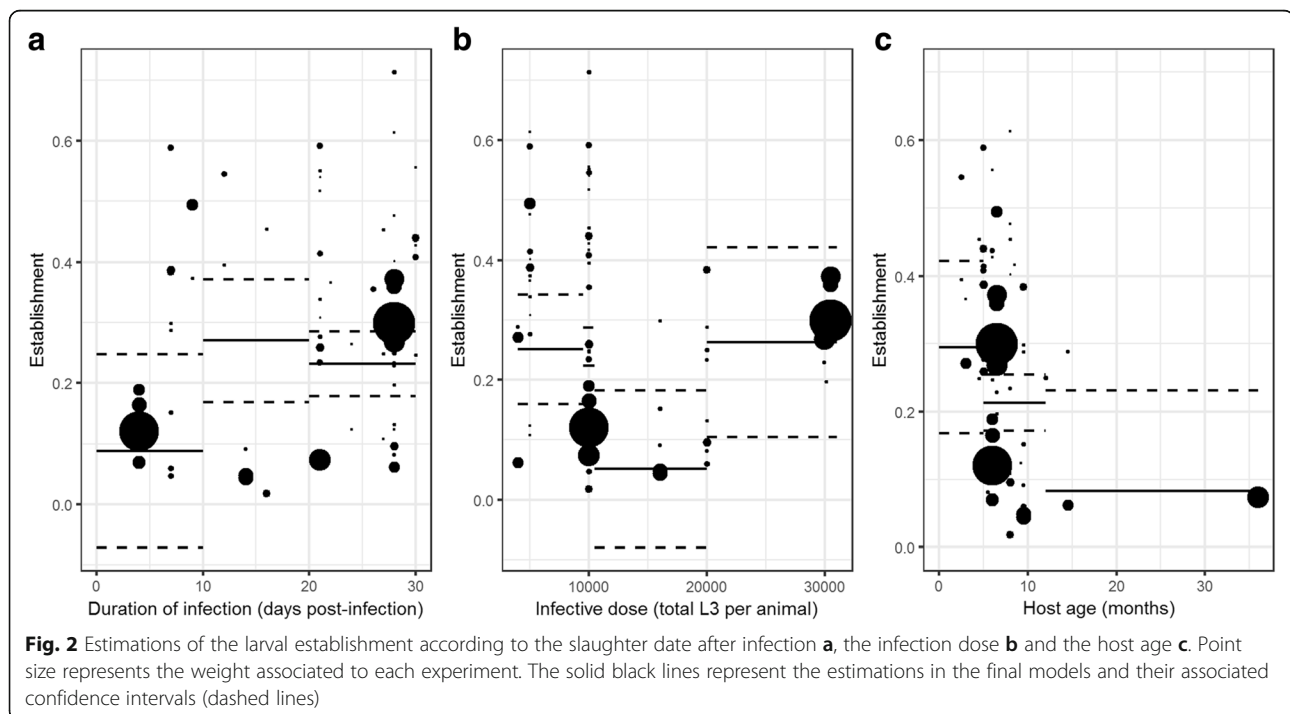 a
b
c
Establishment
0.6
0.4
0.2
0.0
0
10
20
30
Duration of infection (days post-infection)
Establishment
0.6
0.4
0.2
0.0
10000
20000
30000
Infective dose (total L3 per animal)
Establishment
0.6
0.4
0.2
0.0
0
10
20
30
Host age (months)
Fig. 2 Estimations of the larval establishment according to the slaughter date after infection a, the infection dose b and the host age c. Point
size represents the weight associated to each experiment. The solid black lines represent the estimations in the final models and their associated
confidence intervals (dashed lines)